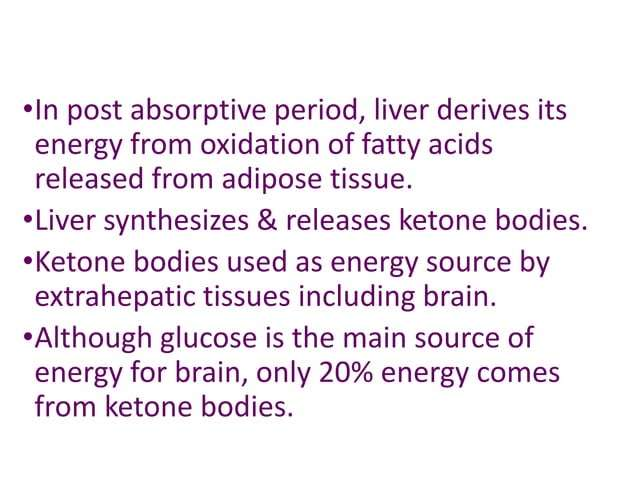 •In post absorptive period, liver derives its
energy from oxidation of fatty acids
released from adipose tissue.
•Liver synthesizes & releases ketone bodies.
•Ketone bodies used as energy source by
extrahepatic tissues including brain.
•Although glucose is the main source of
energy for brain, only 20% energy comes
from ketone bodies.